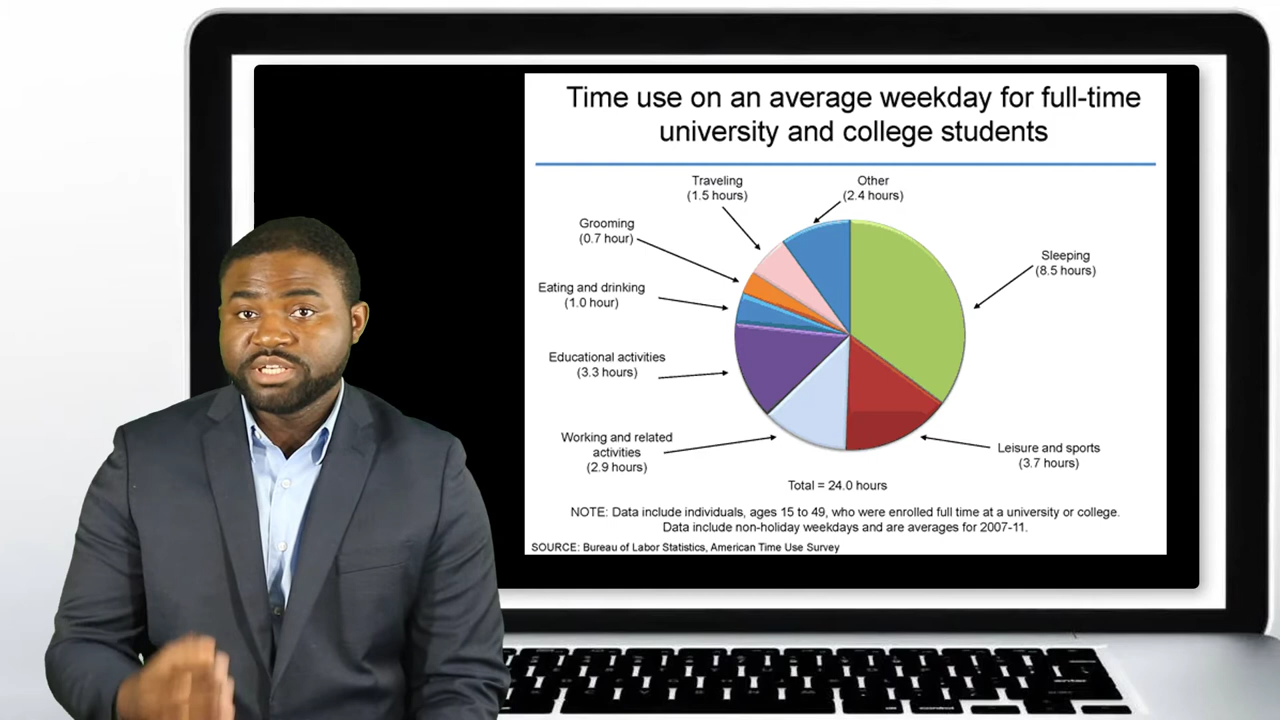 Time use on an average weekday for full-time
university and college students
Traveling
(1.5 hours)
Other
(2.4 hours)
Grooming
(0.7 hour)
Sleeping
(8.5 hours)
Eating and drinking
(1.0 hour)
Educational activities
(3.3 hours)
Working and related
activities
(2.9 hours)
Leisure and sports
(3.7 hours)
Total = 24.0 hours
NOTE: Data include individuals, ages 15 to 49, who were enrolled full time at a university or college.
Data include non-holiday weekdays and are averages for 2007-11.
SOURCE: Bureau of Labor Statistics, American Time Use Survey